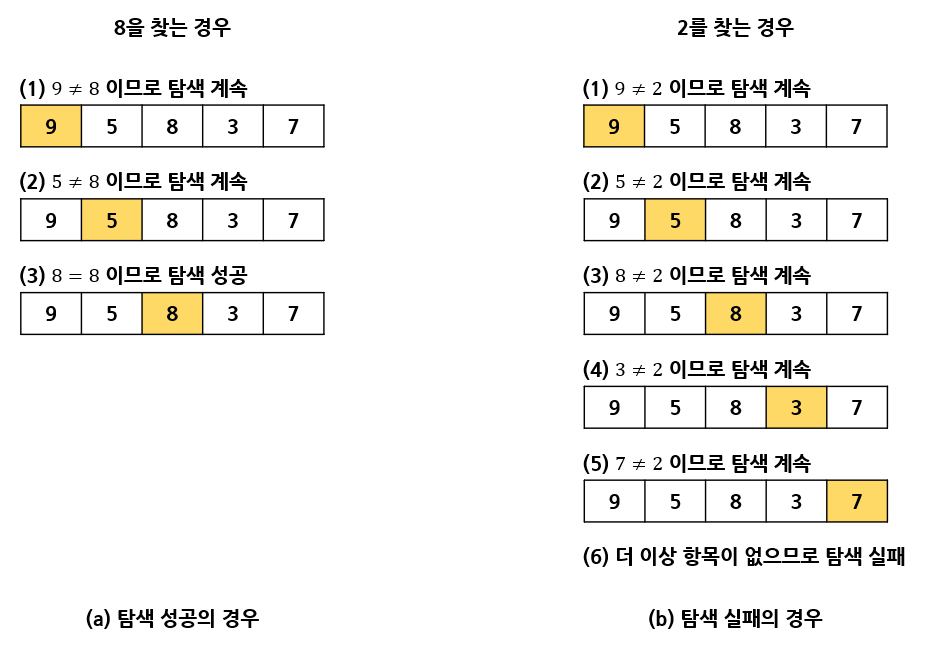 8을 찾는 경우
(1) 9 ≠ 8 이므로 탐색 계속
9 5 8 3 7
(2) 5 ≠ 8 이므로 탐색 계속
9 5 8 3 7
(3) 8 = 8 이므로 탐색 성공
9 5 8 3 7
(a) 탐색 성공의 경우
2를 찾는 경우
(1) 9 ≠ 2 이므로 탐색 계속
9 5 8 3 7
(2) 5 ≠ 2 이므로 탐색 계속
9 5 8 3 7
(3) 8 ≠ 2 이므로 탐색 계속
9 5 8 3 7
(4) 3 ≠ 2 이므로 탐색 계속
9 5 8 3 7
(5) 7 ≠ 2 이므로 탐색 계속
9 5 8 3 7
(6) 더 이상 항목이 없으므로 탐색 실패
(b) 탐색 실패의 경우